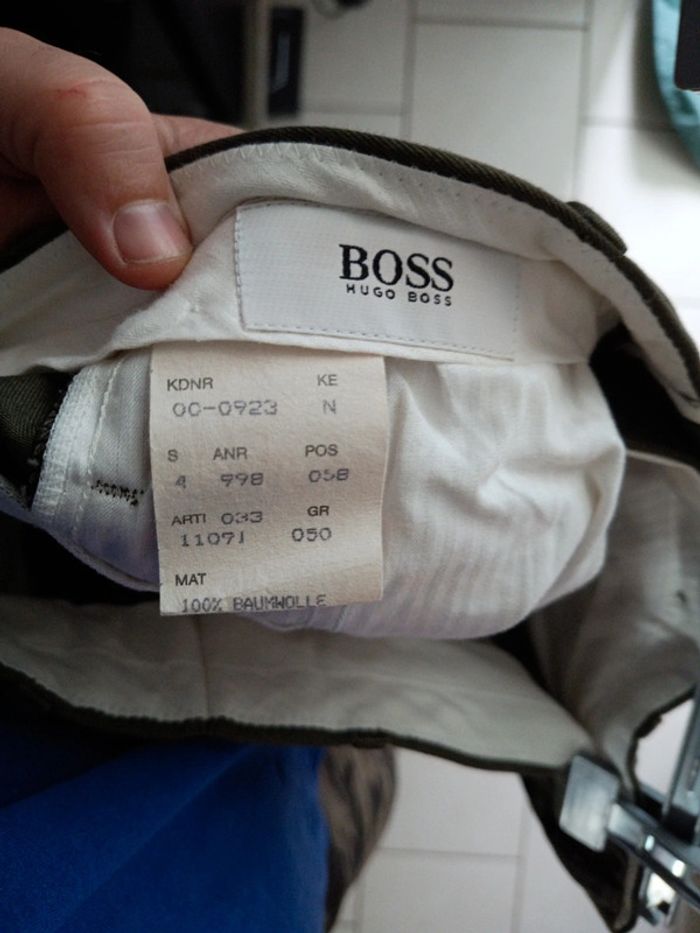 BOSS
HUGO BOSS
KDNR KE
00-0923 N
S ANR POS
4 998 058
ARTI 033 GR
11071 050
MAT
100% BAUMWOLLE